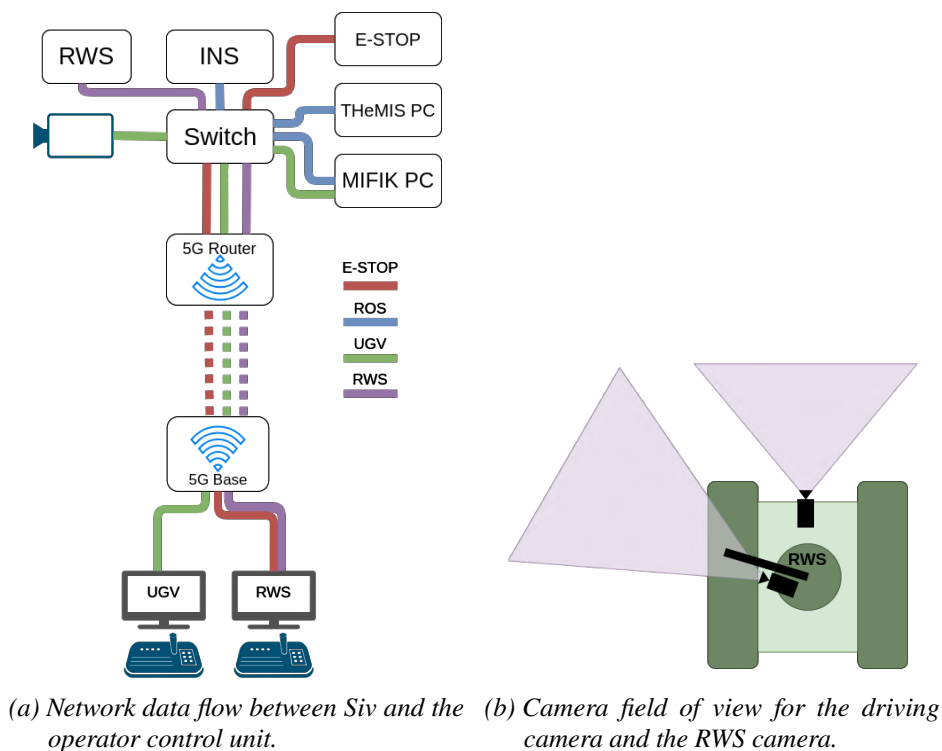 RWS
INS
E-STOP
THeMIS PC
Switch
MIFIK PC
5G Router
E-STOP
ROS
UGV
RWS
5G Base
UGV
RWS
RWS
(a) Network data flow between Siv and the
operator control unit.
(b) Camera field of view for the driving
camera and the RWS camera.